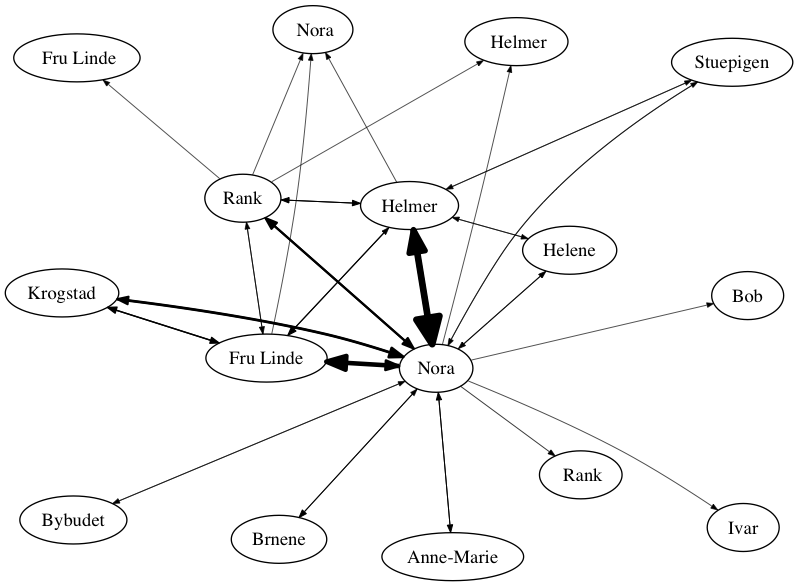 Nora
Helmer
Fru Linde
Stuepigen
Rank
Helmer
Helene
Krogstad
Bob
Fru Linde
Nora
Rank
Bybudet
Ivar
Brnene
Anne-Marie